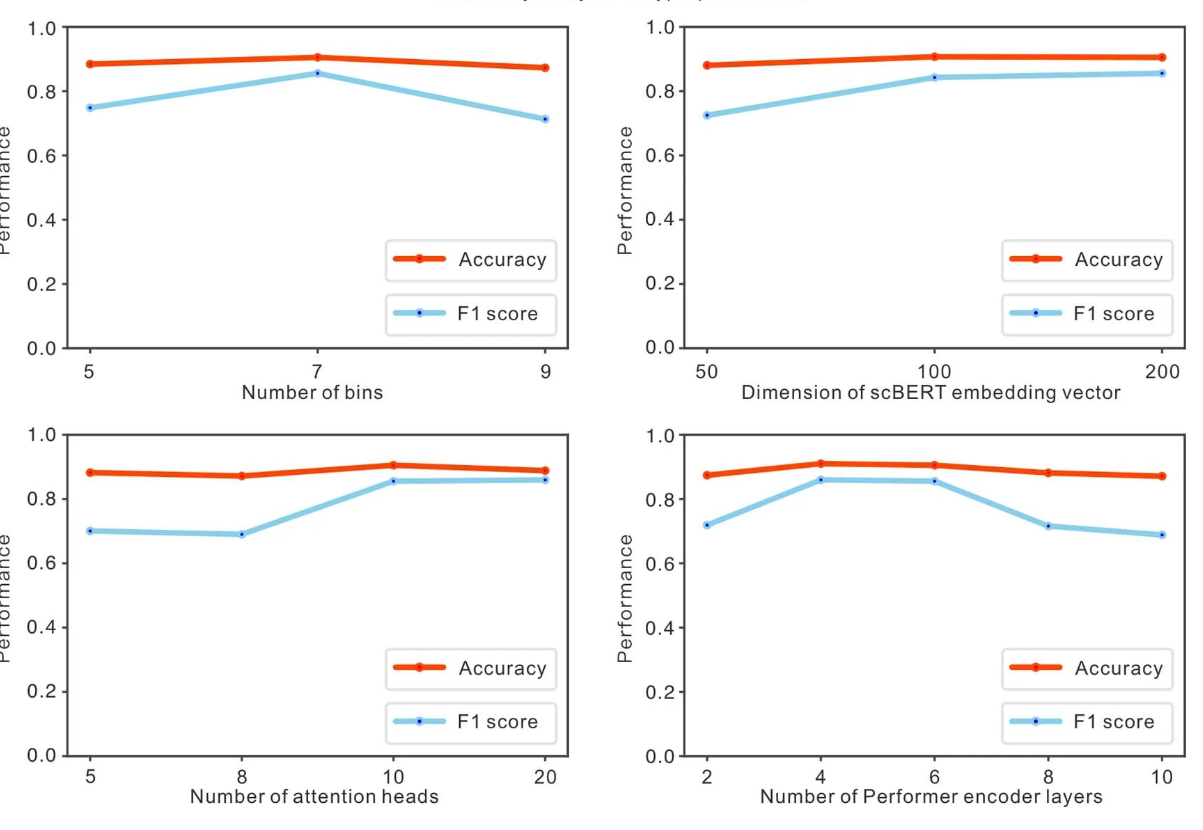 1.0
0.8
0.6
0.4
0.2
0.0
Performance
Accuracy
F1 score
5 7 9
Number of bins
1.0
0.8
0.6
0.4
0.2
0.0
Performance
Accuracy
F1 score
50 100 200
Dimension of scBERT embedding vector
1.0
0.8
0.6
0.4
0.2
0.0
Performance
Accuracy
F1 score
5 8 10 20
Number of attention heads
1.0
0.8
0.6
0.4
0.2
0.0
Performance
Accuracy
F1 score
2 4 6 8 10
Number of Performer encoder layers